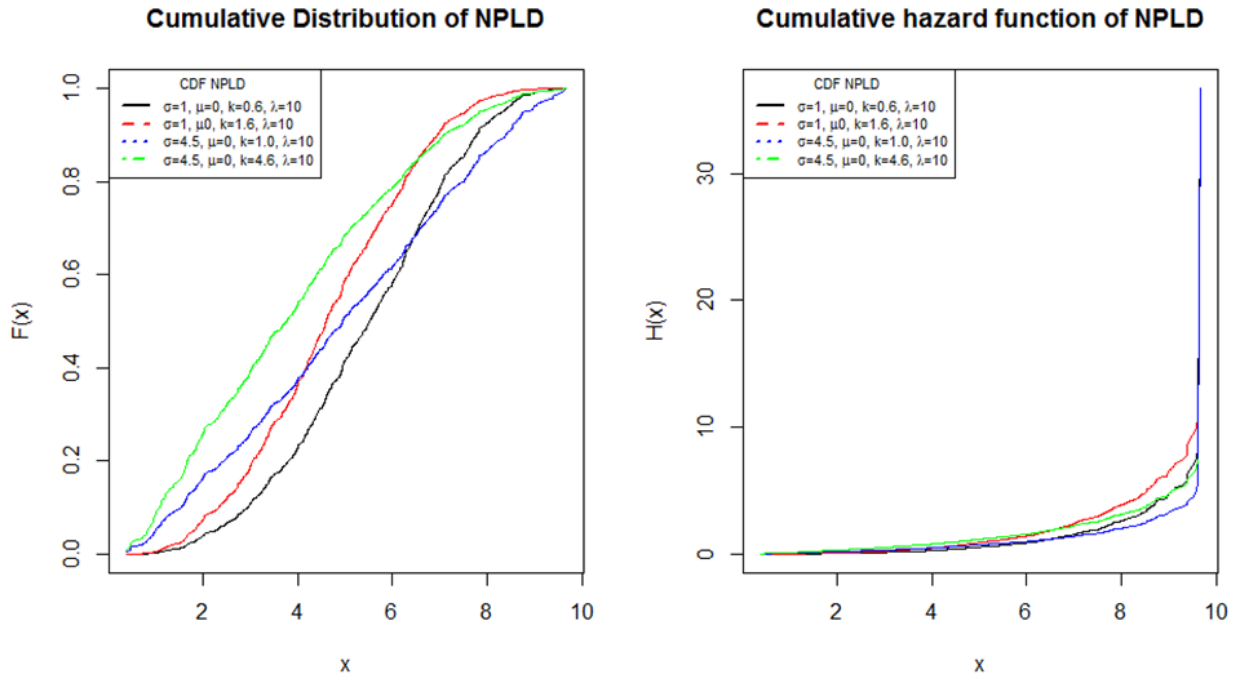 Cumulative Distribution of NPLD
CDF NPLD
σ=1, μ=0, k=0.6, λ=10
σ=1, μ0, k=1.6, λ=10
σ=4.5, μ=0, k=1.0, λ=10
σ=4.5, μ=0, k=4.6, λ=10
F(x)
1.0
0.8
0.6
0.4
0.2
0.0
2 4 6 8 10
x
Cumulative hazard function of NPLD
CDF NPLD
σ=1, μ=0, k=0.6, λ=10
σ=1, μ0, k=1.6, λ=10
σ=4.5, μ=0, k=1.0, λ=10
σ=4.5, μ=0, k=4.6, λ=10
H(x)
30
20
10
0
2 4 6 8 10
x